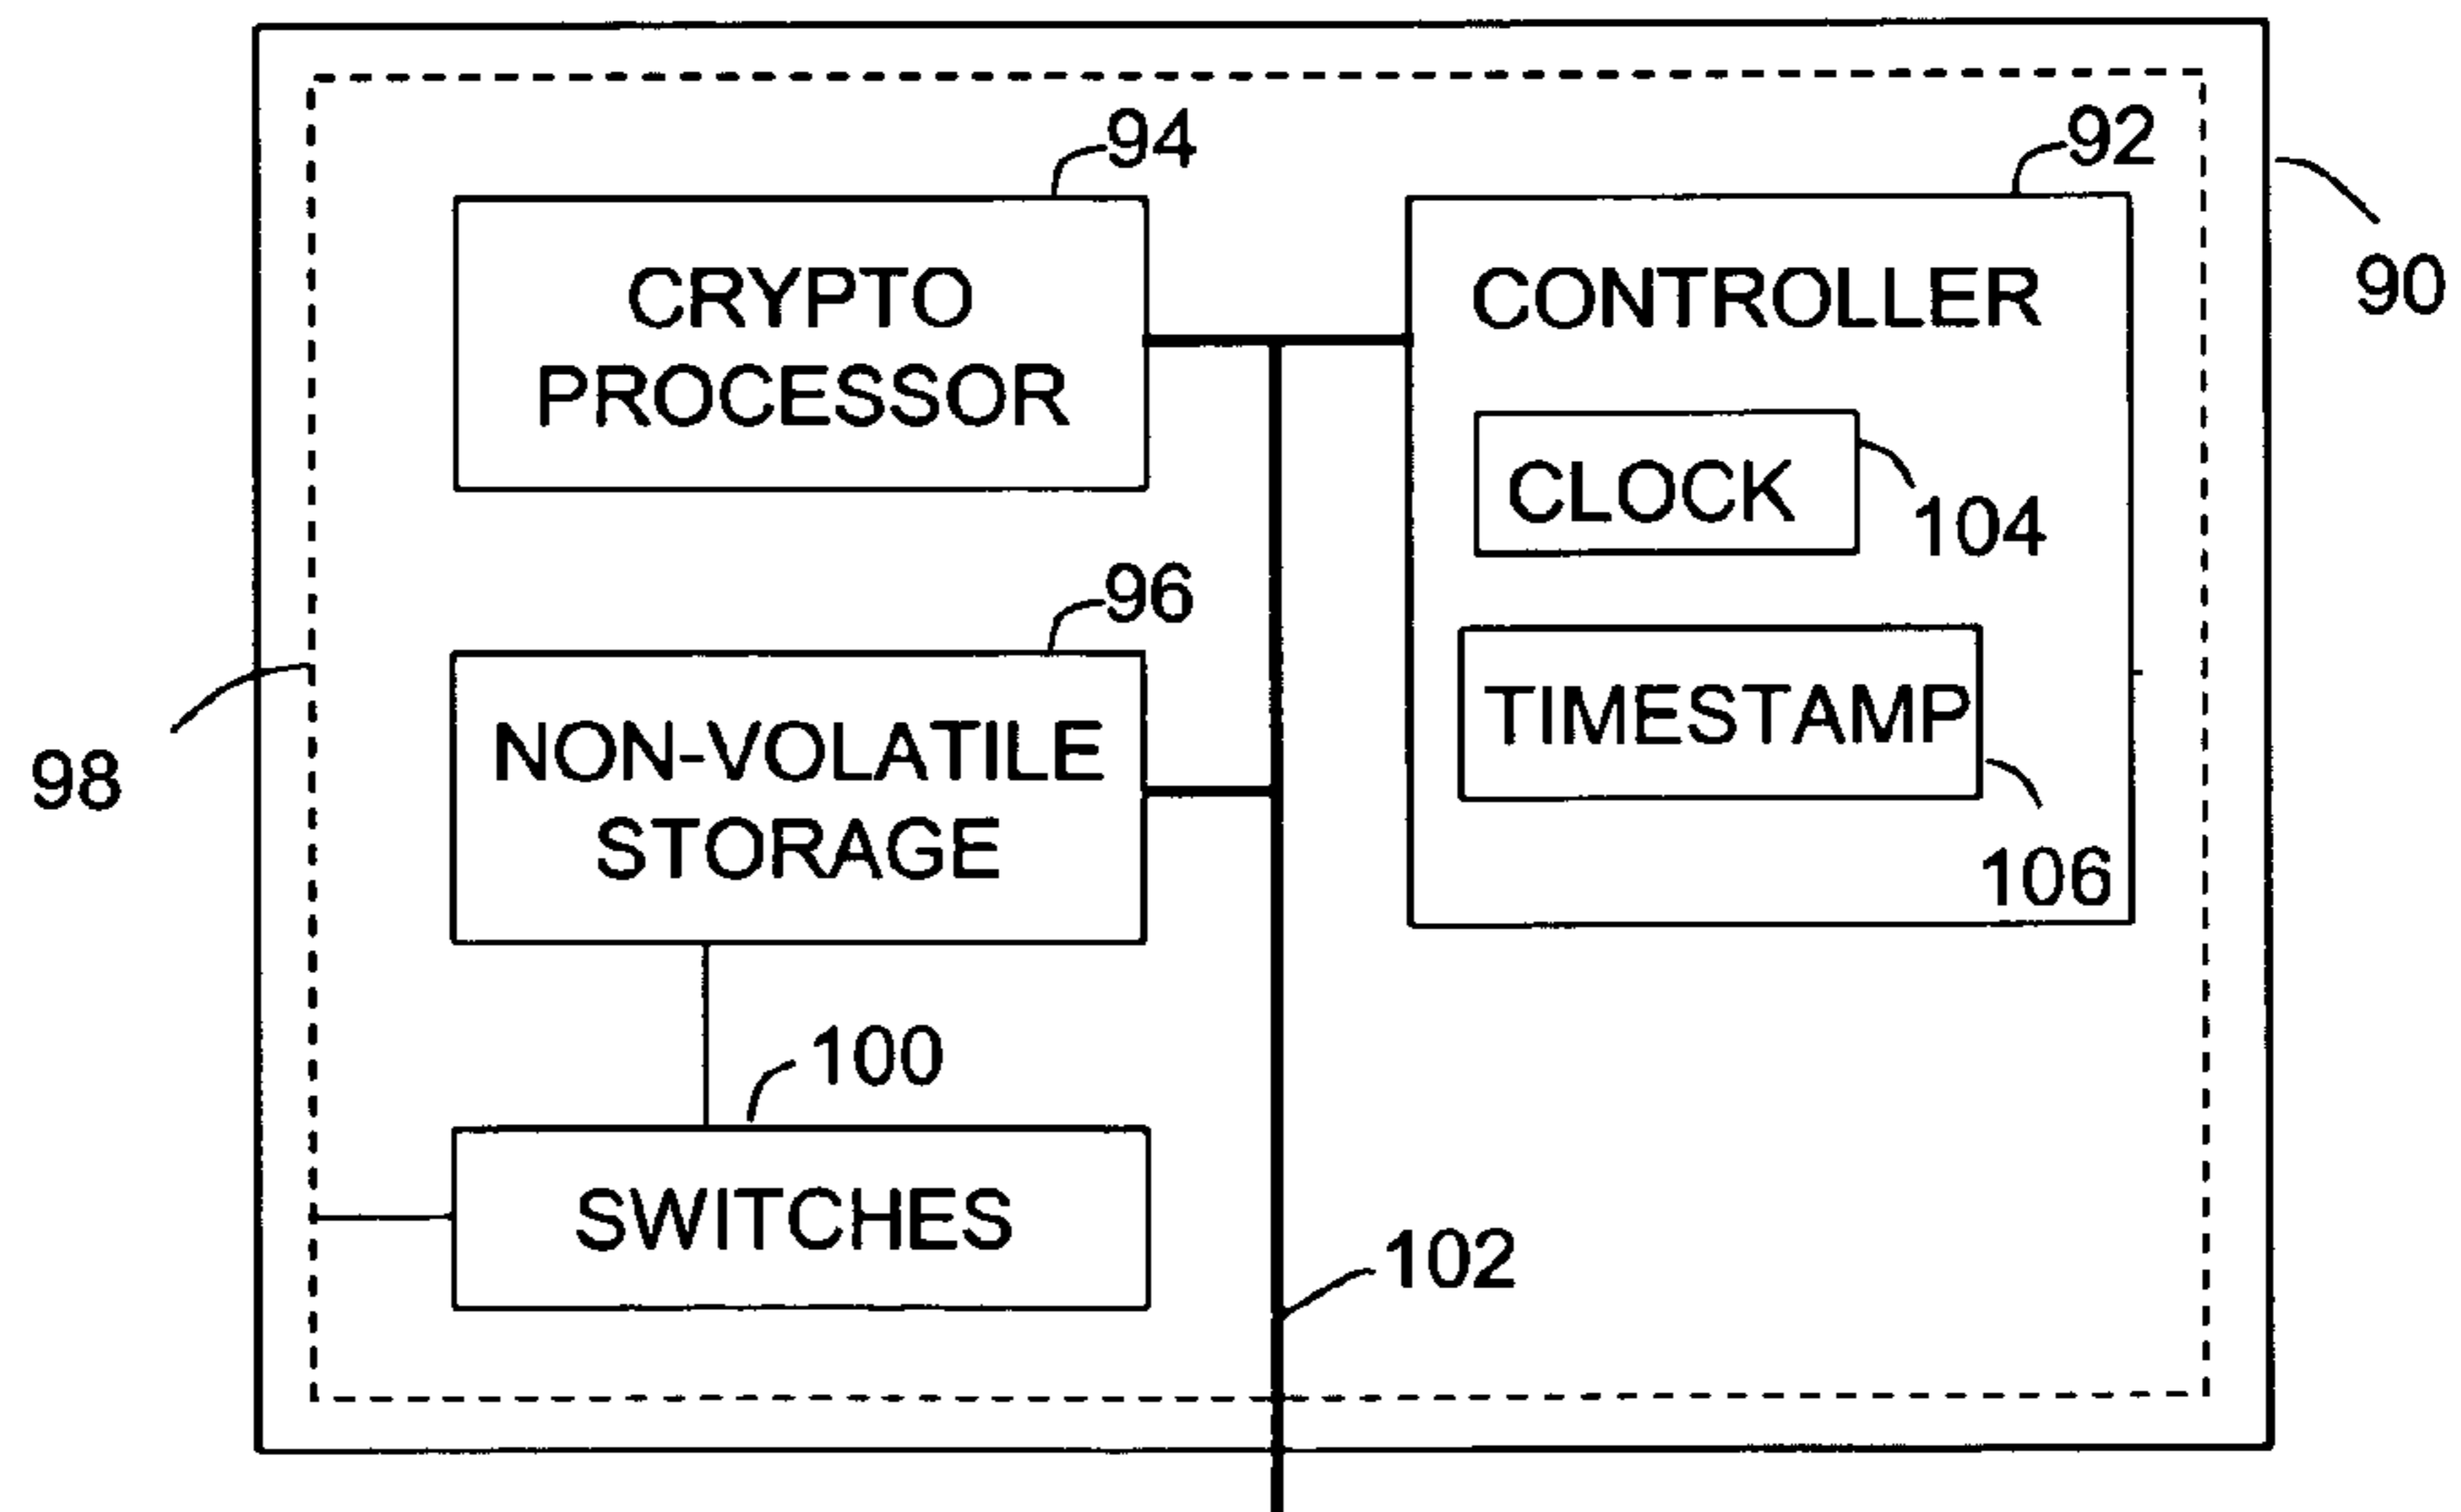 94
92
90
CRYPTO
PROCESSOR
CONTROLLER
CLOCK
104
96
98
NON-VOLATILE
STORAGE
TIMESTAMP
106
100
SWITCHES
102